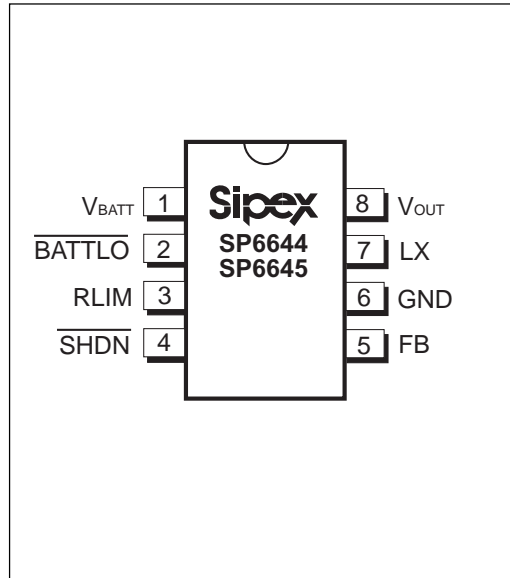 Sipex
SP6644
SP6645
VBATT 1
BATTLO 2
RLIM 3
SHDN 4
8 VOUT
7 LX
6 GND
5 FB